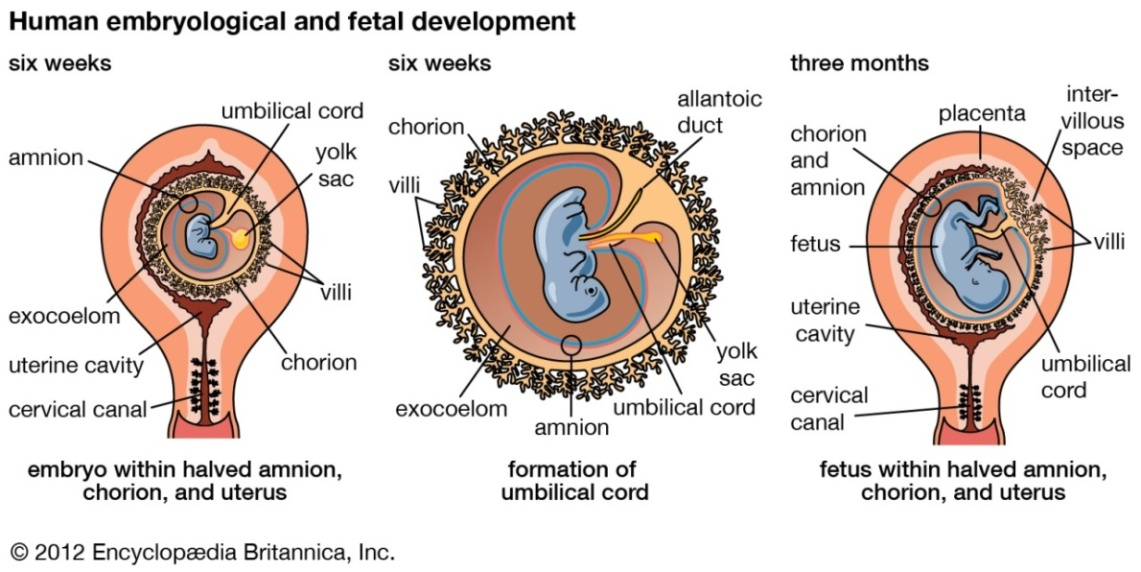 Human embryological and fetal development
six weeks
umbilical cord
amnion
yolk
sac
villi
exocoelom
uterine cavity
chorion
cervical canal
embryo within halved amnion,
chorion, and uterus
six weeks
allantoic
duct
chorion
villi
yolk
sac
exocoelom
umbilical cord
amnion
formation of
umbilical cord
three months
inter-
villous
space
placenta
chorion
and
amnion
fetus
villi
uterine
cavity
umbilical
cord
cervical
canal
fetus within halved amnion,
chorion, and uterus
© 2012 Encyclopædia Britannica, Inc.